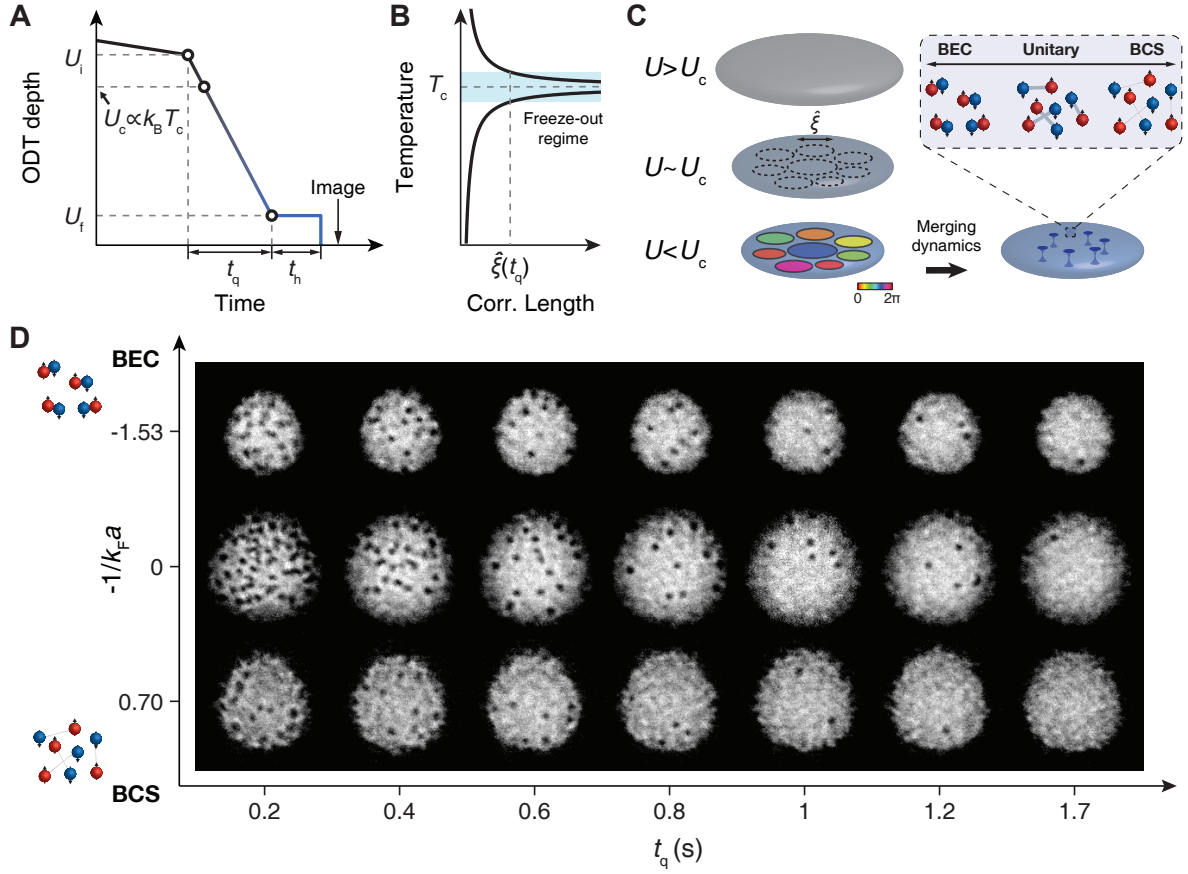 A
ODT depth
U_i
U_c∝k_BT_c
U_f
Image
t_q
t_h
Time
B
Temperature
T_c
Freeze-out
regime
ξ̂(t_q)
Corr. Length
C
U>U_c
ξ̂
U~U_c
U<U_c
0
2π
Merging
dynamics
BEC
Unitary
BCS
D
BEC
-1.53
-1/k_Fa
0
0.70
BCS
0.2
0.4
0.6
0.8
1
1.2
1.7
t_q (s)